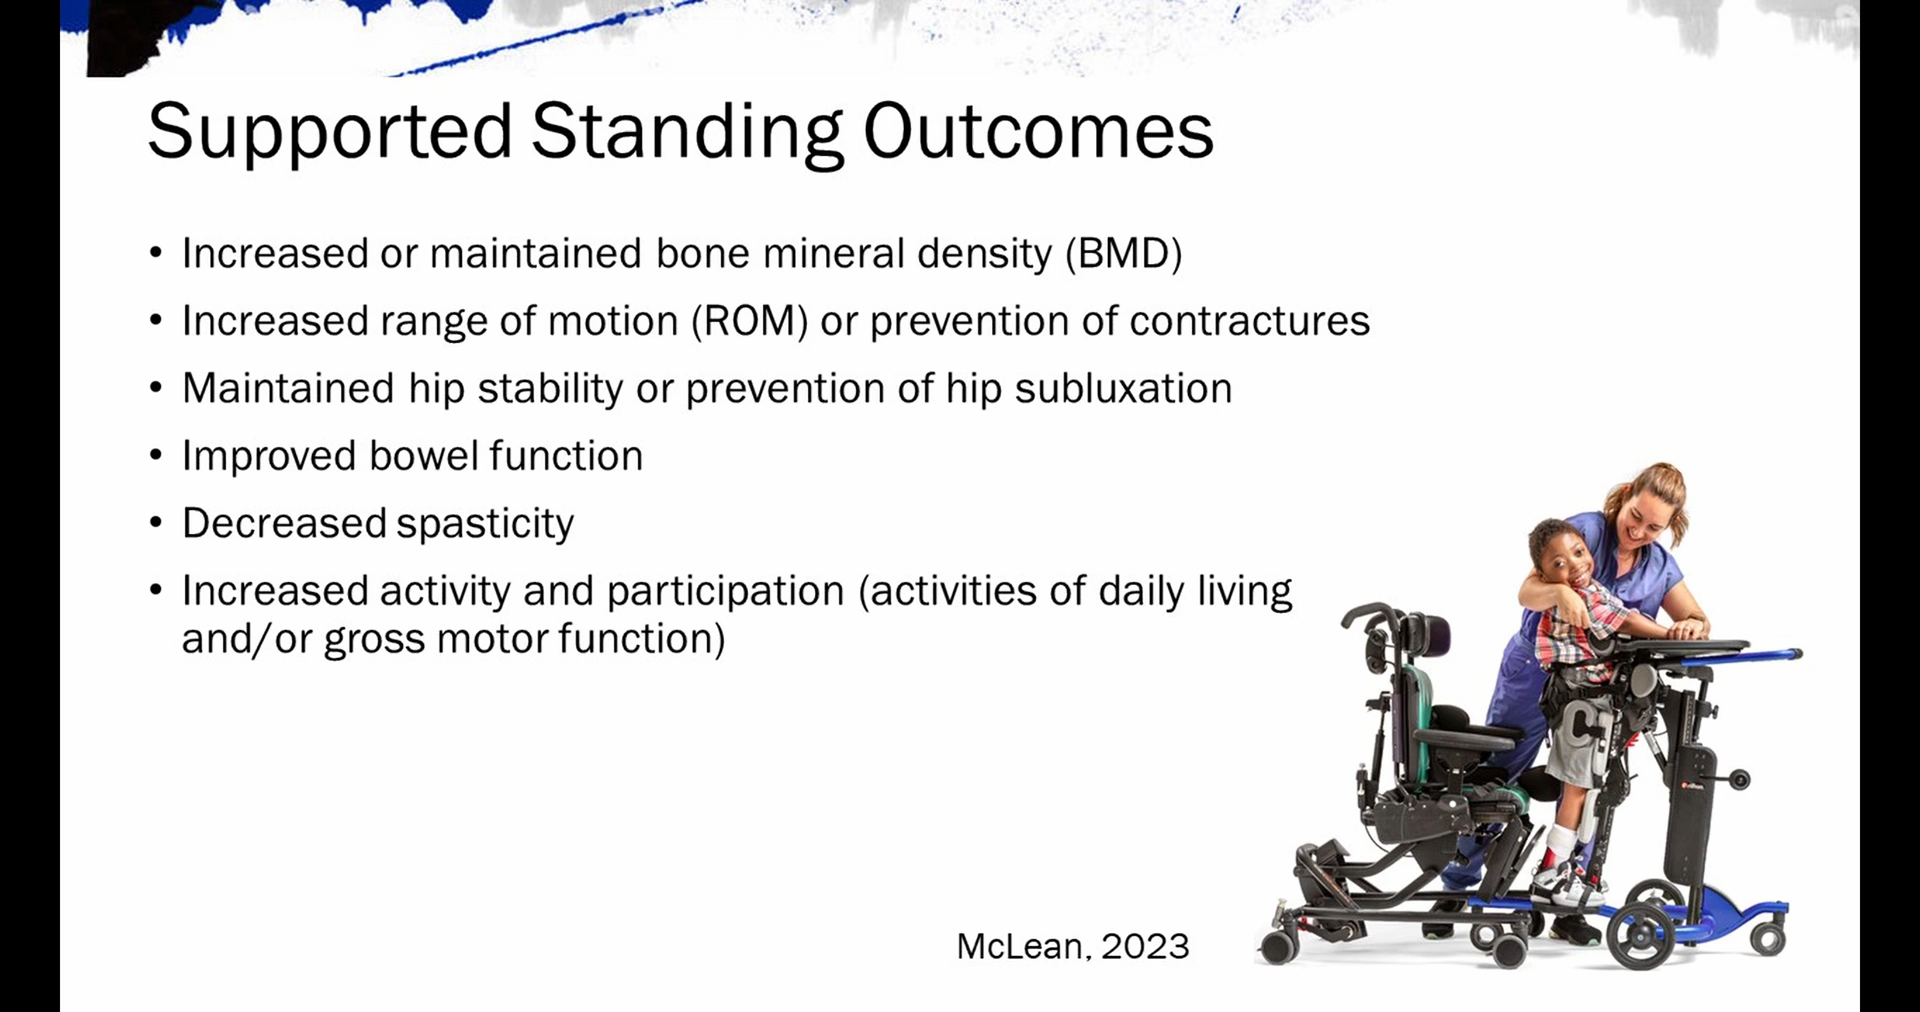 Supported Standing Outcomes
• Increased or maintained bone mineral density (BMD)
• Increased range of motion (ROM) or prevention of contractures
• Maintained hip stability or prevention of hip subluxation
• Improved bowel function
• Decreased spasticity
• Increased activity and participation (activities of daily living
and/or gross motor function)
McLean, 2023